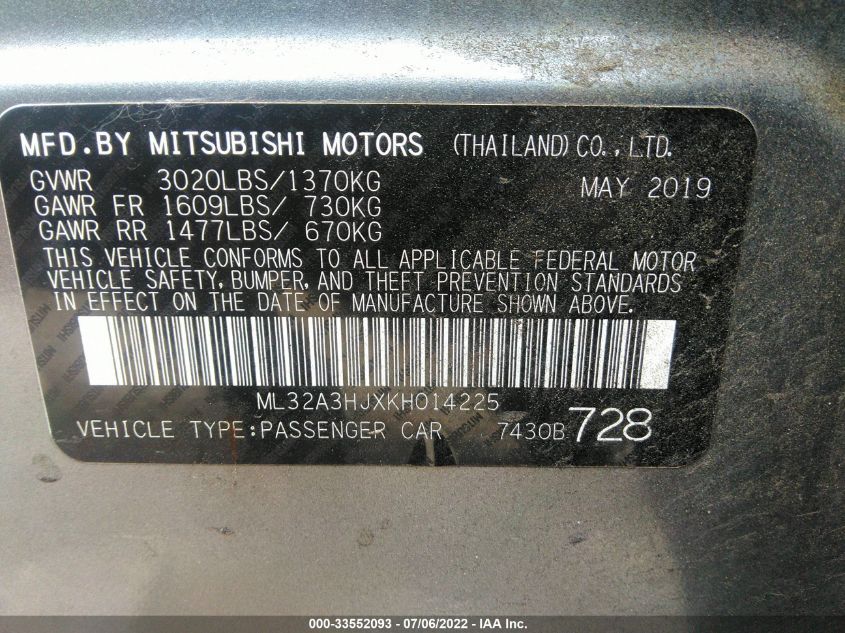 MFD.BY MITSUBISHI MOTORS (THAILAND) CO., LTD.
GVWR 3020LBS/1370KG MAY 2019
GAWR FR 1609LBS/ 730KG
GAWR RR 1477LBS/ 670KG
THIS VEHICLE CONFORMS TO ALL APPLICABLE FEDERAL MOTOR
VEHICLE SAFETY, BUMPER, AND THEFT PREVENTION STANDARDS
IN EFFECT ON THE DATE OF MANUFACTURE SHOWN ABOVE.
ML32A3HJXKH014225
VEHICLE TYPE:PASSENGER CAR 7430B 728
000-33552093 - 07/06/2022 - IAA Inc.